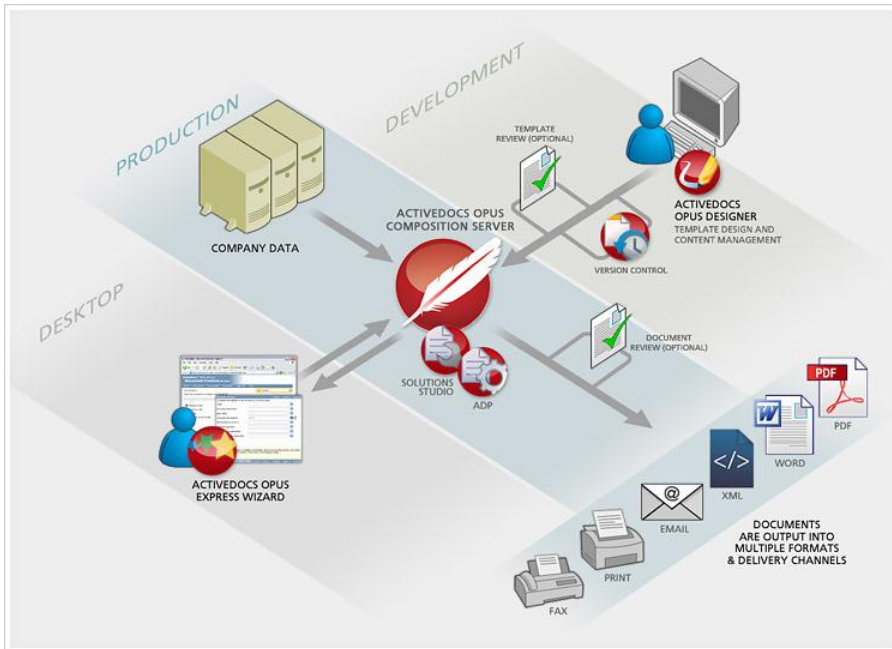 DEVELOPMENT
PRODUCTION
DESKTOP
TEMPLATE
REVIEW (OPTIONAL)
ACTIVEDOCS
OPUS DESIGNER
TEMPLATE DESIGN AND
CONTENT MANAGEMENT
VERSION CONTROL
COMPANY DATA
ACTIVEDOCS OPUS
COMPOSITION SERVER
DOCUMENT
REVIEW (OPTIONAL)
SOLUTIONS
STUDIO
ADP
ACTIVEDOCS OPUS
EXPRESS WIZARD
PDF
PDF
W
WORD
</>
XML
@
EMAIL
PRINT
FAX
DOCUMENTS
ARE OUTPUT INTO
MULTIPLE FORMATS
& DELIVERY CHANNELS